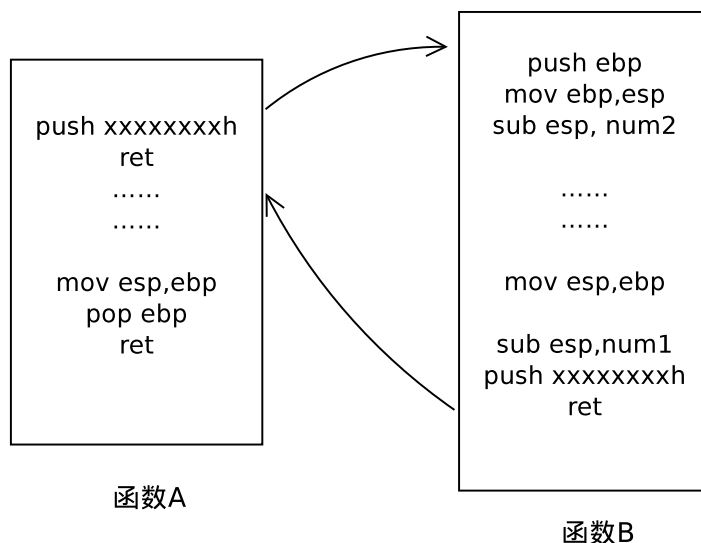 push xxxxxxxxh
ret
……
……
mov esp,ebp
pop ebp
ret
函数A
push ebp
mov ebp,esp
sub esp, num2
……
……
mov esp,ebp
sub esp,num1
push xxxxxxxxh
ret
函数B